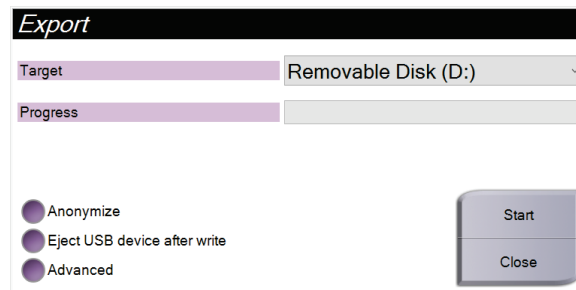 Export
Target
Removable Disk (D:)
Progress
Anonymize
Eject USB device after write
Advanced
Start
Close